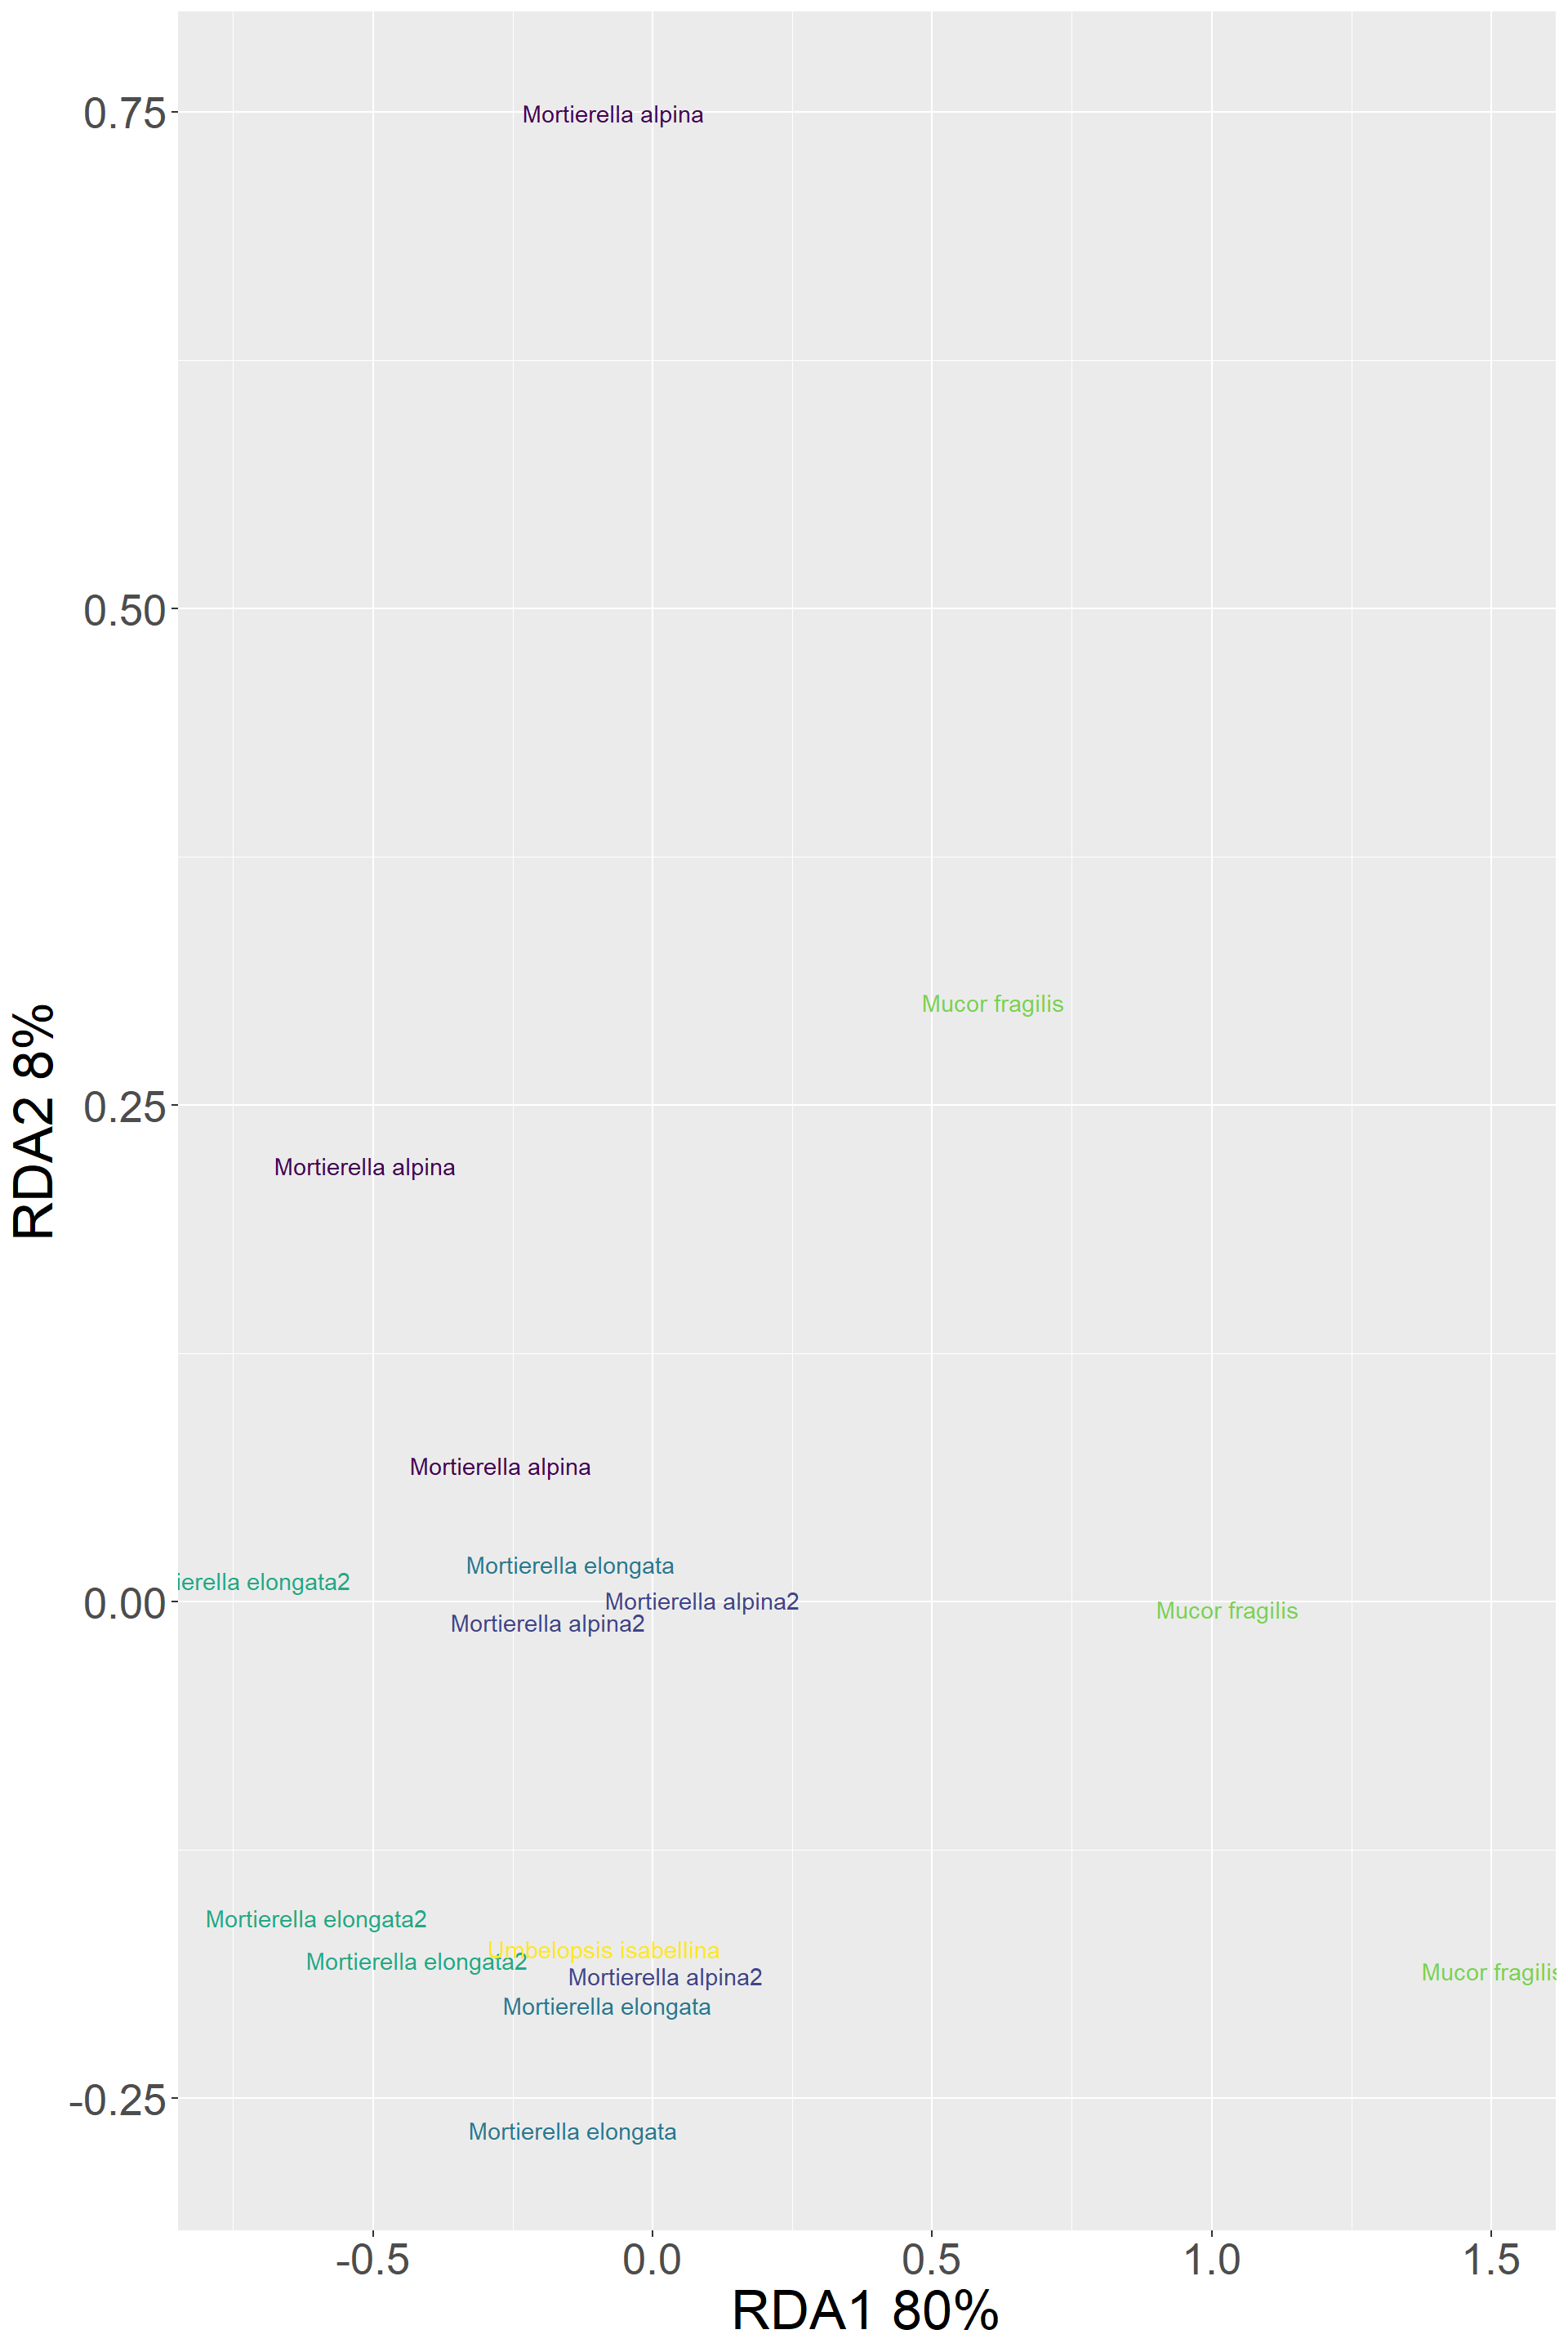 0.75
Mortierella alpina
0.50
Mucor fragilis
0.25
Mortierella alpina
Mortierella alpina
Mortierella elongata
ierella elongata2
0.00
Mortierella alpina2
Mucor fragilis
Mortierella alpina2
Mortierella elongata2
Umbelopsis isabellina
Mortierella elongata2
Mucor fragilis
Mortierella alpina2
Mortierella elongata
-0.25
Mortierella elongata
-0.5 0.0 0.5 1.0 1.5
RDA1 80%
RDA2 8%